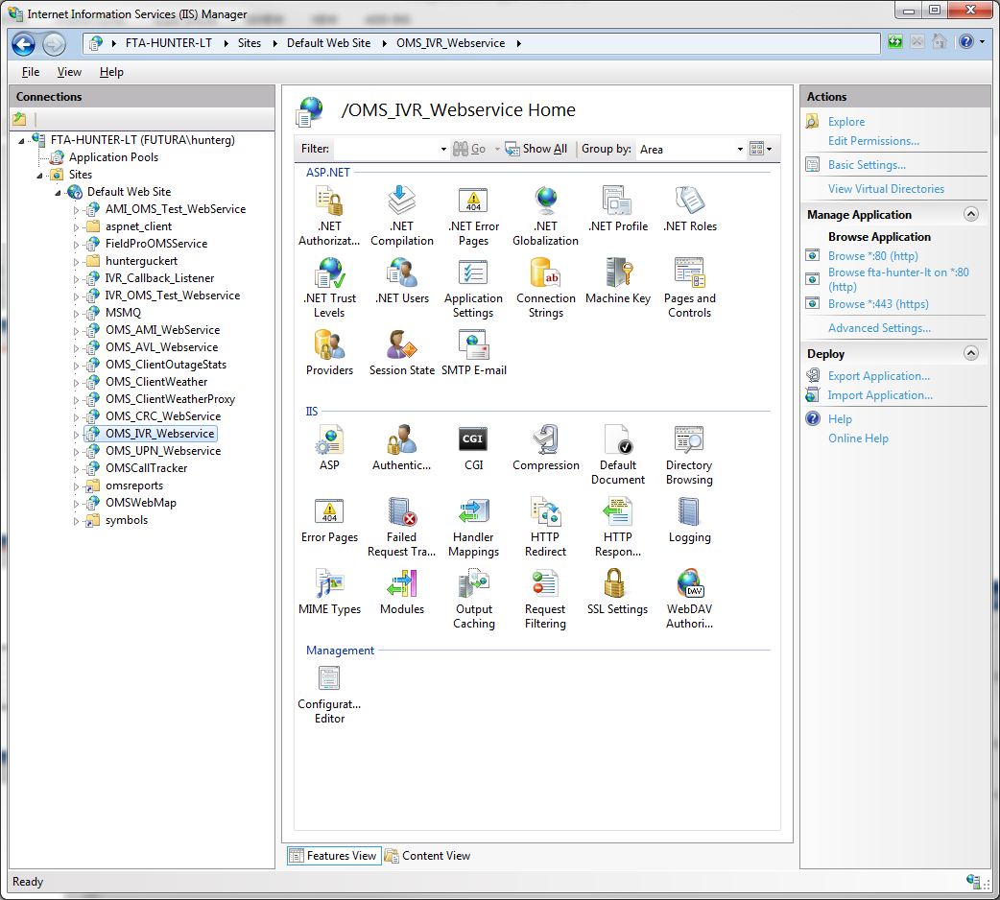 Internet Information Services (IIS) Manager
FTA-HUNTER-LT Sites Default Web Site OMS_IVR_Webservice
File View Help
Connections
FTA-HUNTER-LT (FUTURA\hunterg)
Application Pools
Sites
Default Web Site
AMI_OMS_Test_WebService
aspnet_client
FieldProOMSService
hunterguckert
IVR_Callback_Listener
IVR_OMS_Test_Webservice
MSMQ
OMS_AMI_WebService
OMS_AVL_Webservice
OMS_ClientOutageStats
OMS_ClientWeather
OMS_ClientWeatherProxy
OMS_CRC_WebService
OMS_IVR_Webservice
OMS_UPN_Webservice
OMSCallTracker
omsreports
OMSWebMap
symbols
/OMS_IVR_Webservice Home
Filter: Go Show All Group by: Area
ASP.NET
.NET Authorizat... .NET Compilation .NET Error Pages .NET Globalization .NET Profile .NET Roles
.NET Trust Levels .NET Users Application Settings Connection Strings Machine Key Pages and Controls
Providers Session State SMTP E-mail
IIS
ASP Authentic... CGI Compression Default Document Directory Browsing
Error Pages Failed Request Tra... Handler Mappings HTTP Redirect HTTP Respon... Logging
MIME Types Modules Output Caching Request Filtering SSL Settings WebDAV Authori...
Management
Configurat... Editor
Features View Content View
Actions
Explore
Edit Permissions...
Basic Settings...
View Virtual Directories
Manage Application
Browse Application
Browse *:80 (http)
Browse fta-hunter-lt on *:80
(http)
Browse *:443 (https)
Advanced Settings...
Deploy
Export Application...
Import Application...
Help
Online Help
Ready